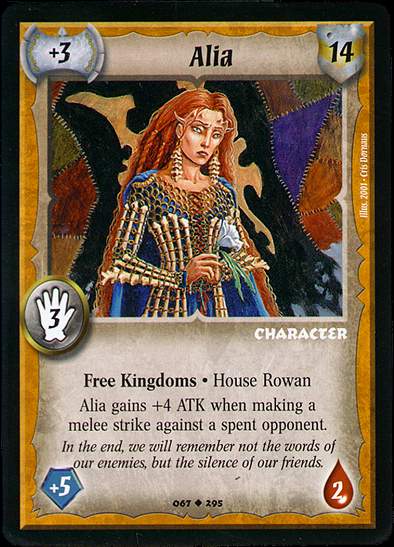 +3
Alia
14
Illus. 2001 • Cris Dornaus
3
CHARACTER
Free Kingdoms • House Rowan
Alia gains +4 ATK when making a
melee strike against a spent opponent.
In the end, we will remember not the words of
our enemies, but the silence of our friends.
+5
067 ◆ 295
2